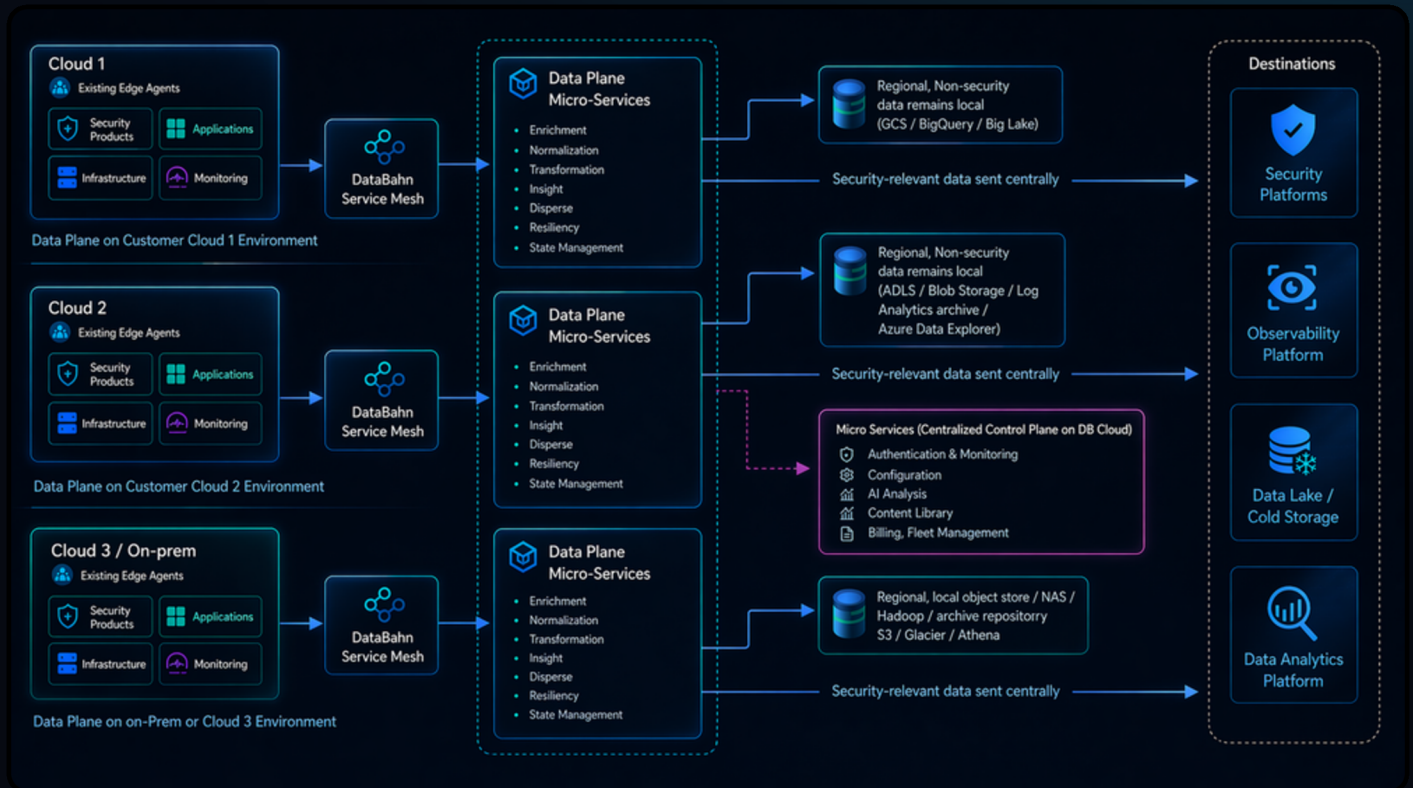 Cloud 1
Existing Edge Agents
Security
Products
Applications
Infrastructure
Monitoring
Data Plane on Customer Cloud 1 Environment
DataBahn
Service Mesh
Data Plane
Micro-Services
Enrichment
Normalization
Transformation
Insight
Disperse
Resiliency
State Management
Regional, Non-security
data remains local
(GCS / BigQuery / Big Lake)
Security-relevant data sent centrally
Cloud 2
Existing Edge Agents
Security
Products
Applications
Infrastructure
Monitoring
Data Plane on Customer Cloud 2 Environment
DataBahn
Service Mesh
Data Plane
Micro-Services
Enrichment
Normalization
Transformation
Insight
Disperse
Resiliency
State Management
Regional, Non-security
data remains local
(ADLS / Blob Storage / Log
Analytics archive /
Azure Data Explorer)
Security-relevant data sent centrally
Micro Services (Centralized Control Plane on DB Cloud)
Authentication & Monitoring
Configuration
AI Analysis
Content Library
Billing, Fleet Management
Cloud 3 / On-prem
Existing Edge Agents
Security
Products
Applications
Infrastructure
Monitoring
Data Plane on on-Prem or Cloud 3 Environment
DataBahn
Service Mesh
Data Plane
Micro-Services
Enrichment
Normalization
Transformation
Insight
Disperse
Resiliency
State Management
Regional, local object store / NAS /
Hadoop / archive repositorry
S3 / Glacier / Athena
Security-relevant data sent centrally
Destinations
Security
Platforms
Observability
Platform
Data Lake /
Cold Storage
Data Analytics
Platform